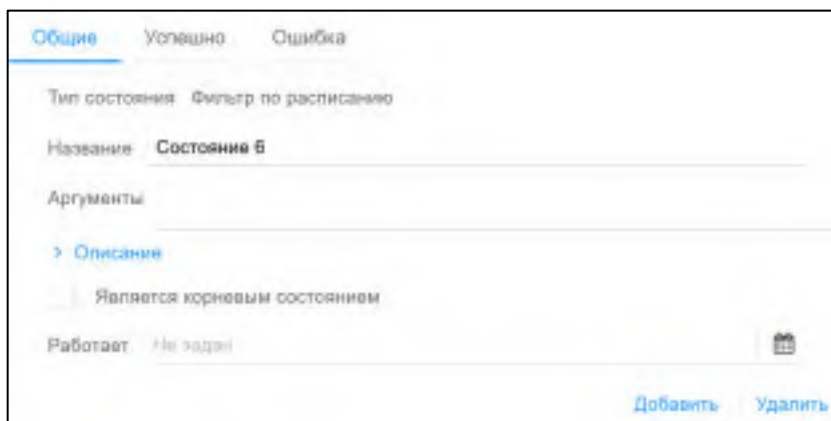 Общие Успешно Ошибка
Тип состояния Фильтр по расписанию
Название Состояние 6
Аргументы
> Описание
Является корневым состоянием
Работает Не задан
Добавить Удалить